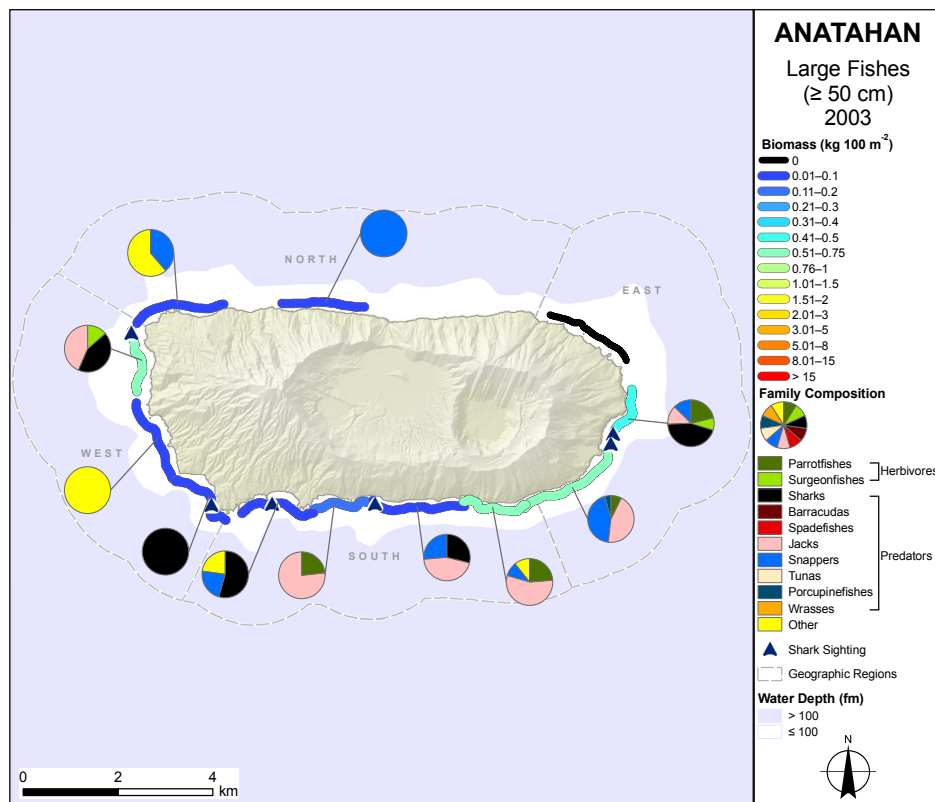 ANATAHAN
Large Fishes
(≥ 50 cm)
2003
Biomass (kg 100 m⁻²)
0
0.01–0.1
0.11–0.2
0.21–0.3
0.31–0.4
0.41–0.5
0.51–0.75
0.76–1
1.01–1.5
1.51–2
2.01–3
3.01–5
5.01–8
8.01–15
> 15
Family Composition
Parrotfishes
Surgeonfishes
Herbivores
Sharks
Barracudas
Spadefishes
Jacks
Snappers
Tunas
Porcupinefishes
Wrasses
Predators
Other
Shark Sighting
Geographic Regions
Water Depth (fm)
> 100
≤ 100
N
NORTH
EAST
WEST
SOUTH
0 2 4
km